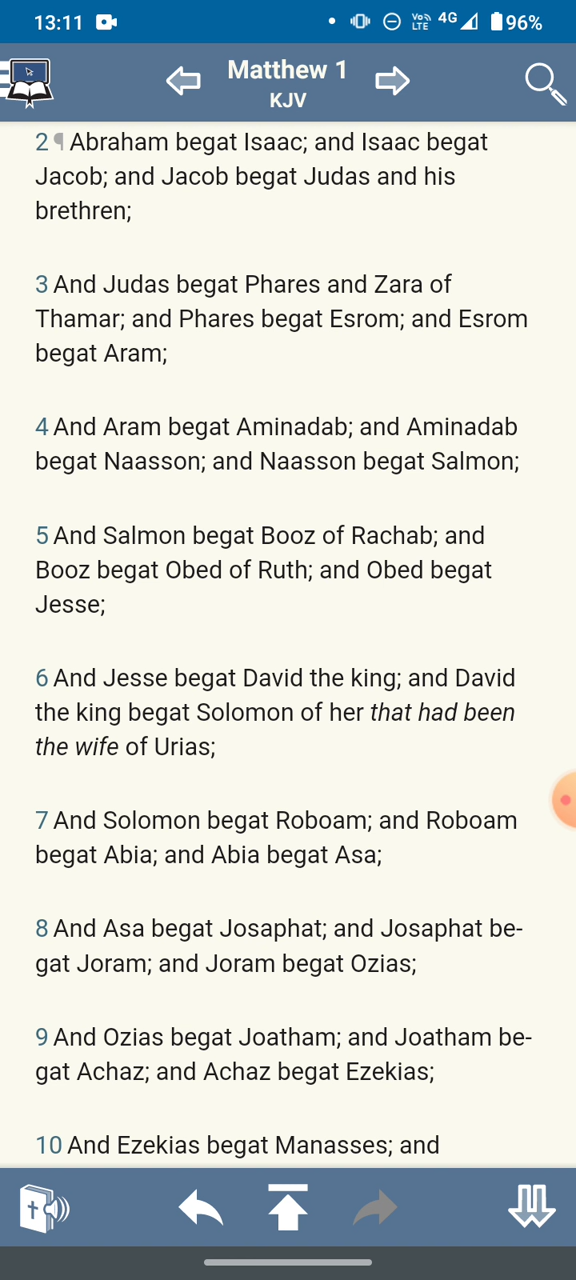 13:11
Vo)) LTE 4G 96%
Matthew 1
KJV
2 ¶ Abraham begat Isaac; and Isaac begat
Jacob; and Jacob begat Judas and his
brethren;
3 And Judas begat Phares and Zara of
Thamar; and Phares begat Esrom; and Esrom
begat Aram;
4 And Aram begat Aminadab; and Aminadab
begat Naasson; and Naasson begat Salmon;
5 And Salmon begat Booz of Rachab; and
Booz begat Obed of Ruth; and Obed begat
Jesse;
6 And Jesse begat David the king; and David
the king begat Solomon of her that had been
the wife of Urias;
7 And Solomon begat Roboam; and Roboam
begat Abia; and Abia begat Asa;
8 And Asa begat Josaphat; and Josaphat be-
gat Joram; and Joram begat Ozias;
9 And Ozias begat Joatham; and Joatham be-
gat Achaz; and Achaz begat Ezekias;
10 And Ezekias begat Manasses; and